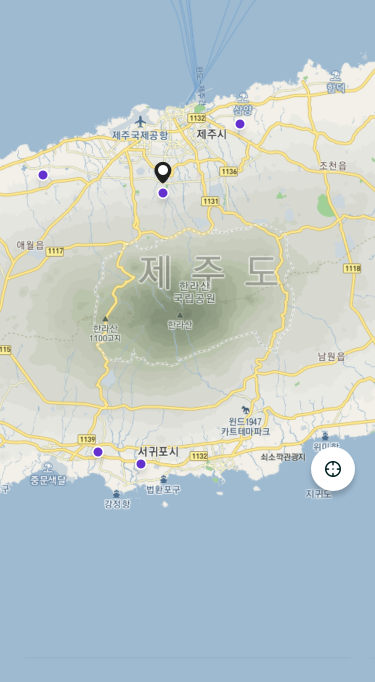 함덕
1132
삼양
제주국제공항
제주시
조천읍
1136
1131
애월읍
1117
1118
제주도
한라산
국립공원
한라산
한라산
1100고지
115
남원읍
윈드1947
카트테마파크
1139
서귀포시
1132
쇠소깍관광지
중문색달
법환포구
강정항
구
지귀도